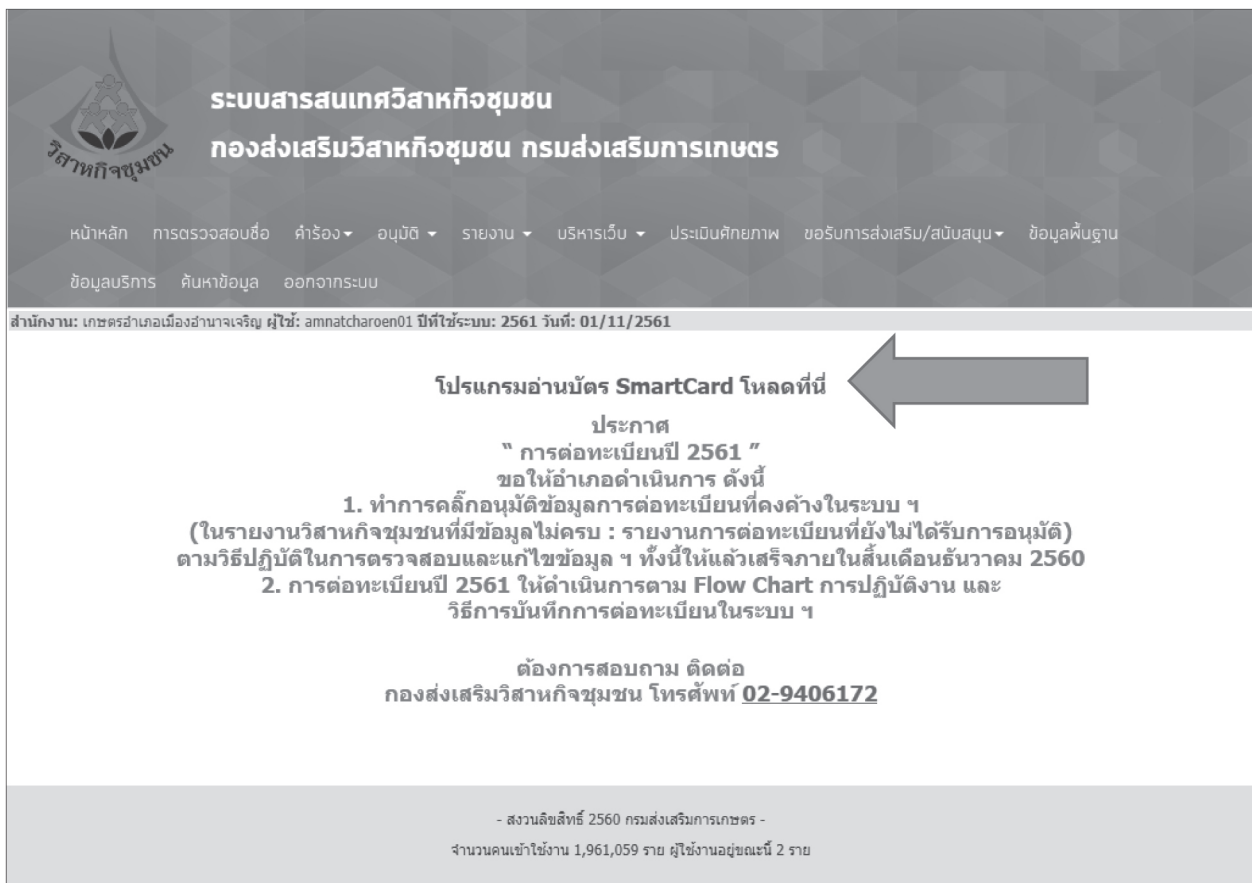 วิสาหกิจชุมชน
ระบบสารสนเทศวิสาหกิจชุมชน
กองส่งเสริมวิสาหกิจชุมชน กรมส่งเสริมการเกษตร
หน้าหลัก การตรวจสอบชื่อ คำร้อง อนุมัติ รายงาน บริหารเว็บ ประเมินศักยภาพ ขอรับการส่งเสริม/สนับสนุน ข้อมูลพื้นฐาน
ข้อมูลบริการ ค้นหาข้อมูล ออกจากระบบ
สำนักงาน: เกษตรอำเภอเมืองอำนาจเจริญ ผู้ใช้: amnatcharoen01 ปีที่ใช้ระบบ: 2561 วันที่: 01/11/2561
โปรแกรมอ่านบัตร SmartCard โหลดที่นี่
ประกาศ
“ การต่อทะเบียนปี 2561 ”
ขอให้อำเภอดำเนินการ ดังนี้
1. ทำการคลิ๊กอนุมัติข้อมูลการต่อทะเบียนที่คงค้างในระบบ ฯ
(ในรายงานวิสาหกิจชุมชนที่มีข้อมูลไม่ครบ : รายงานการต่อทะเบียนที่ยังไม่ได้รับการอนุมัติ)
ตามวิธีปฏิบัติในการตรวจสอบและแก้ไขข้อมูล ฯ ทั้งนี้ให้แล้วเสร็จภายในสิ้นเดือนธันวาคม 2560
2. การต่อทะเบียนปี 2561 ให้ดำเนินการตาม Flow Chart การปฏิบัติงาน และ
วิธีการบันทึกการต่อทะเบียนในระบบ ฯ
ต้องการสอบถาม ติดต่อ
กองส่งเสริมวิสาหกิจชุมชน โทรศัพท์ 02-9406172
- สงวนลิขสิทธิ์ 2560 กรมส่งเสริมการเกษตร -
จำนวนคนเข้าใช้งาน 1,961,059 ราย ผู้ใช้งานอยู่ขณะนี้ 2 ราย